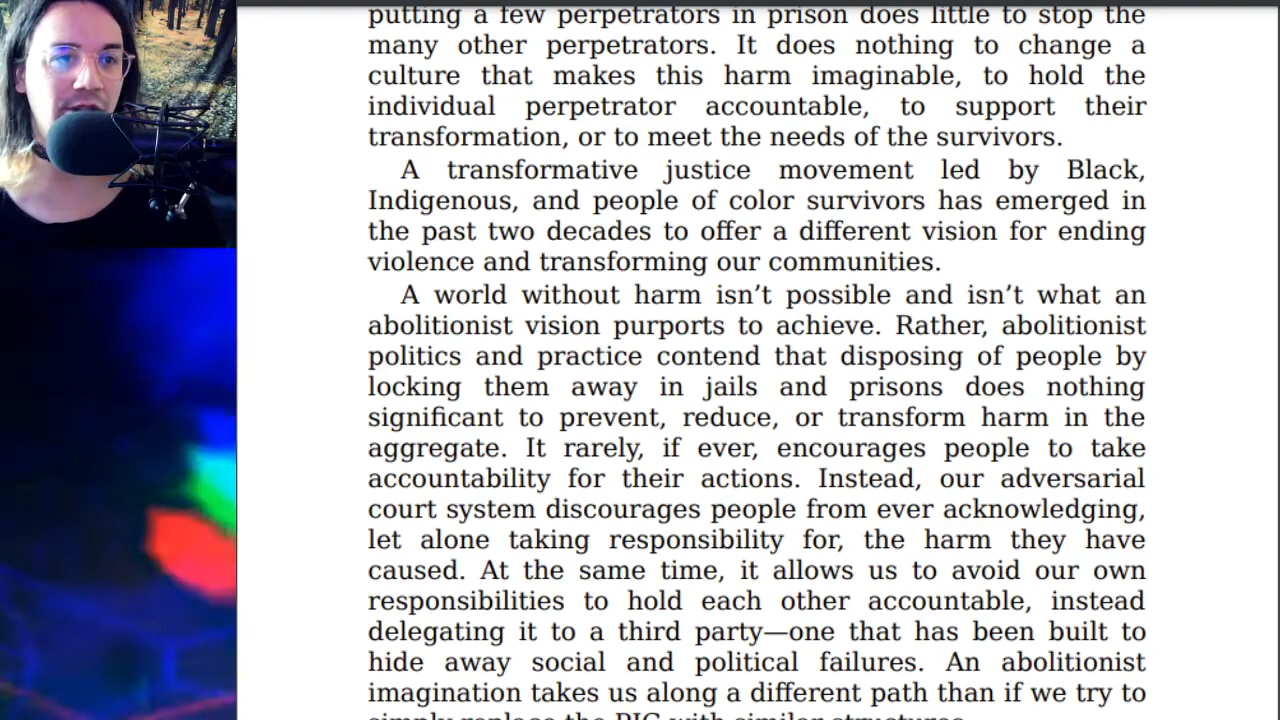 putting a few perpetrators in prison does little to stop the
many other perpetrators. It does nothing to change a
culture that makes this harm imaginable, to hold the
individual perpetrator accountable, to support their
transformation, or to meet the needs of the survivors.
A transformative justice movement led by Black,
Indigenous, and people of color survivors has emerged in
the past two decades to offer a different vision for ending
violence and transforming our communities.
A world without harm isn’t possible and isn’t what an
abolitionist vision purports to achieve. Rather, abolitionist
politics and practice contend that disposing of people by
locking them away in jails and prisons does nothing
significant to prevent, reduce, or transform harm in the
aggregate. It rarely, if ever, encourages people to take
accountability for their actions. Instead, our adversarial
court system discourages people from ever acknowledging,
let alone taking responsibility for, the harm they have
caused. At the same time, it allows us to avoid our own
responsibilities to hold each other accountable, instead
delegating it to a third party—one that has been built to
hide away social and political failures. An abolitionist
imagination takes us along a different path than if we try to
simply replace the PIC with similar structures.